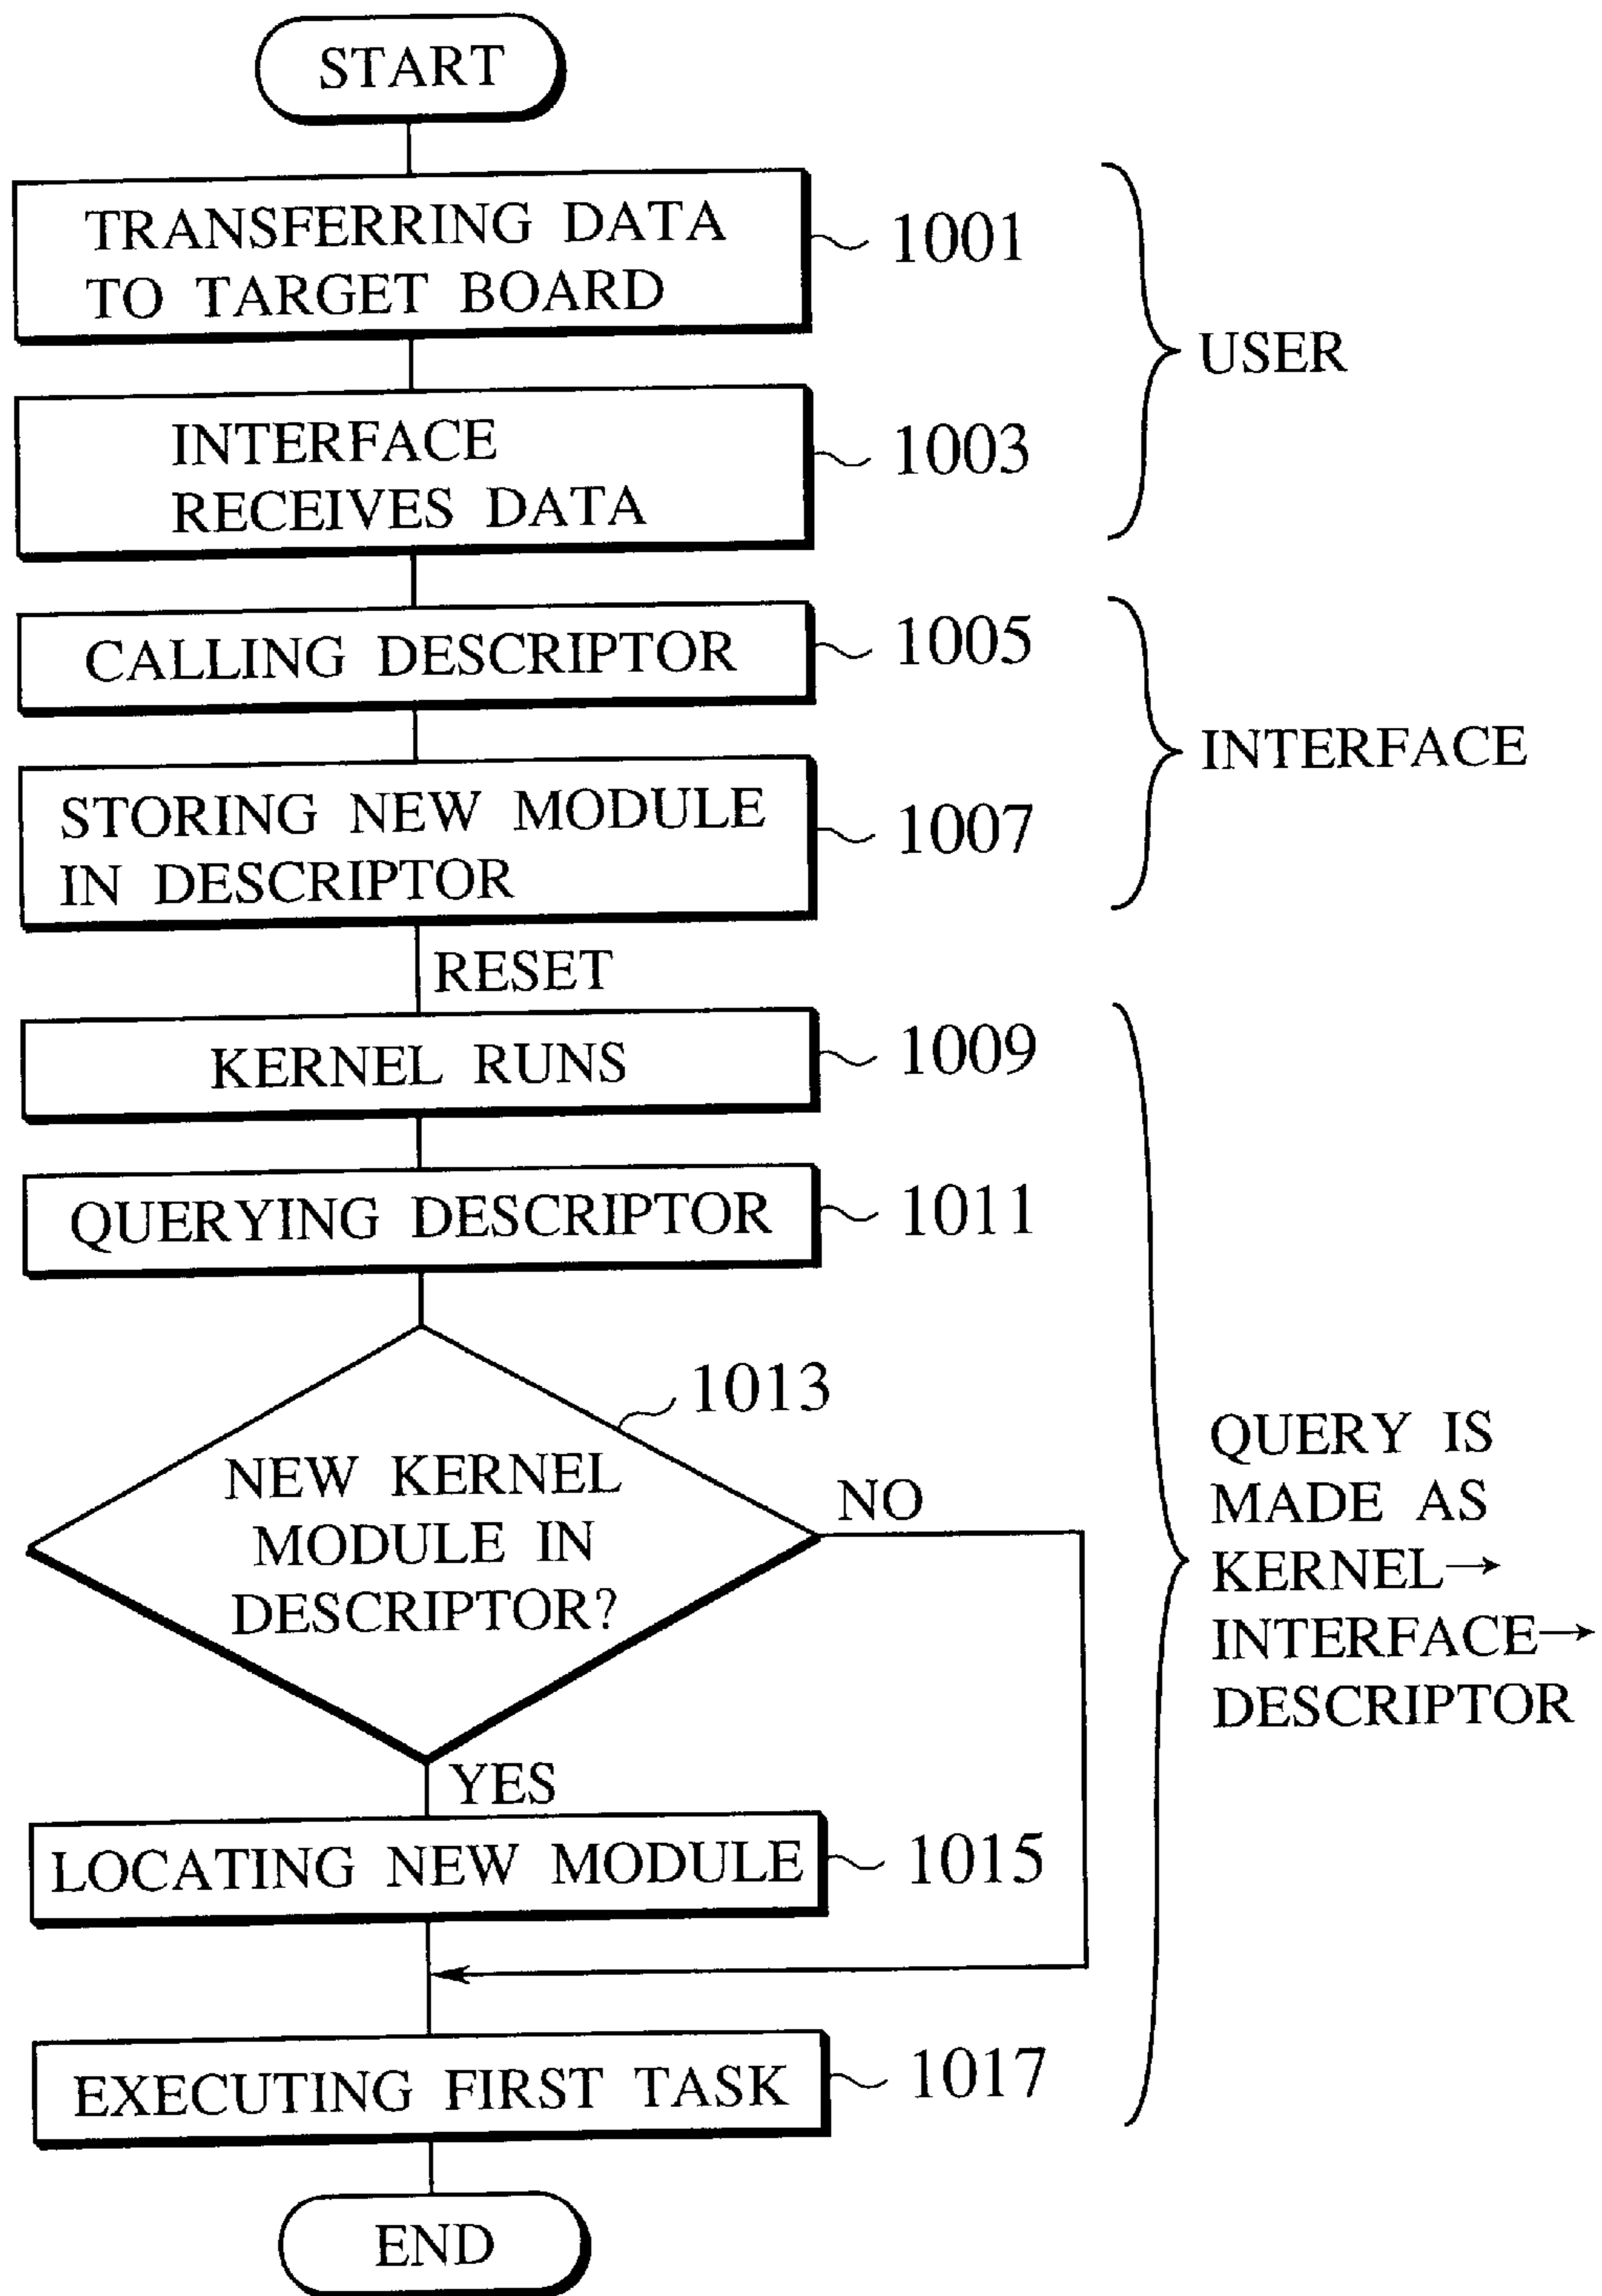 START
TRANSFERRING DATA
TO TARGET BOARD
1001
INTERFACE
RECEIVES DATA
1003
USER
CALLING DESCRIPTOR
1005
STORING NEW MODULE
IN DESCRIPTOR
1007
INTERFACE
RESET
KERNEL RUNS
1009
QUERYING DESCRIPTOR
1011
1013
NEW KERNEL
MODULE IN
DESCRIPTOR?
NO
YES
LOCATING NEW MODULE
1015
EXECUTING FIRST TASK
1017
QUERY IS
MADE AS
KERNEL→
INTERFACE→
DESCRIPTOR
END